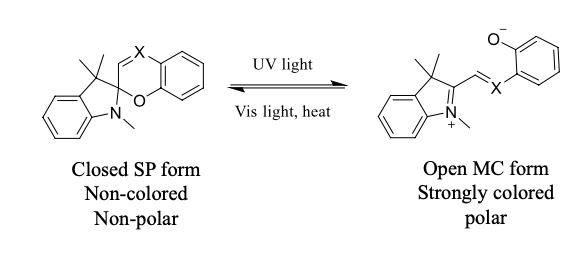 X
O
N
UV light
Vis light, heat
O-
X
N
+
Closed SP form
Non-colored
Non-polar
Open MC form
Strongly colored
polar